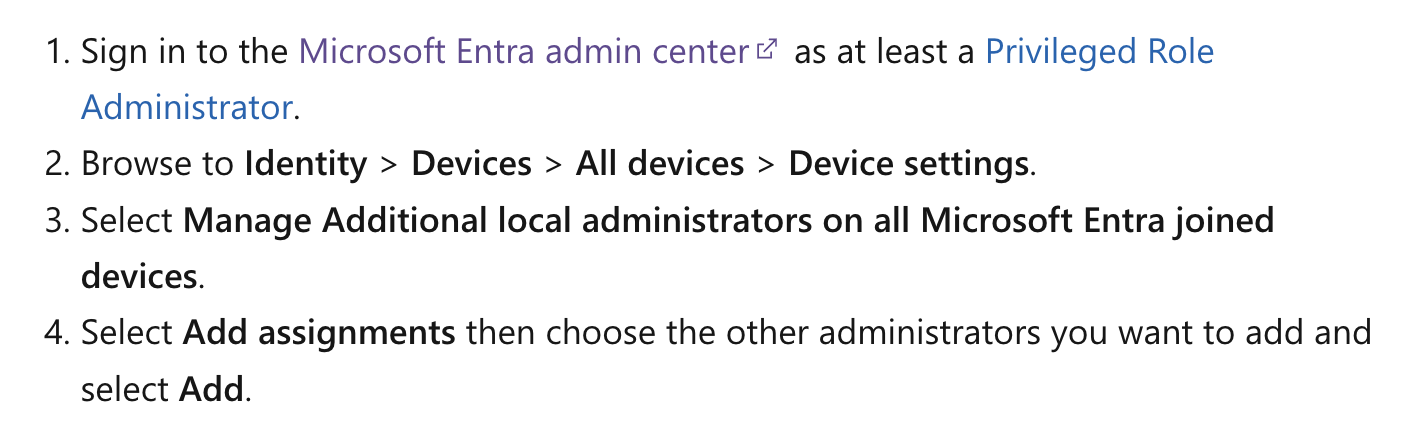 1. Sign in to the Microsoft Entra admin center as at least a Privileged Role
Administrator.
2. Browse to Identity > Devices > All devices > Device settings.
3. Select Manage Additional local administrators on all Microsoft Entra joined
devices.
4. Select Add assignments then choose the other administrators you want to add and
select Add.